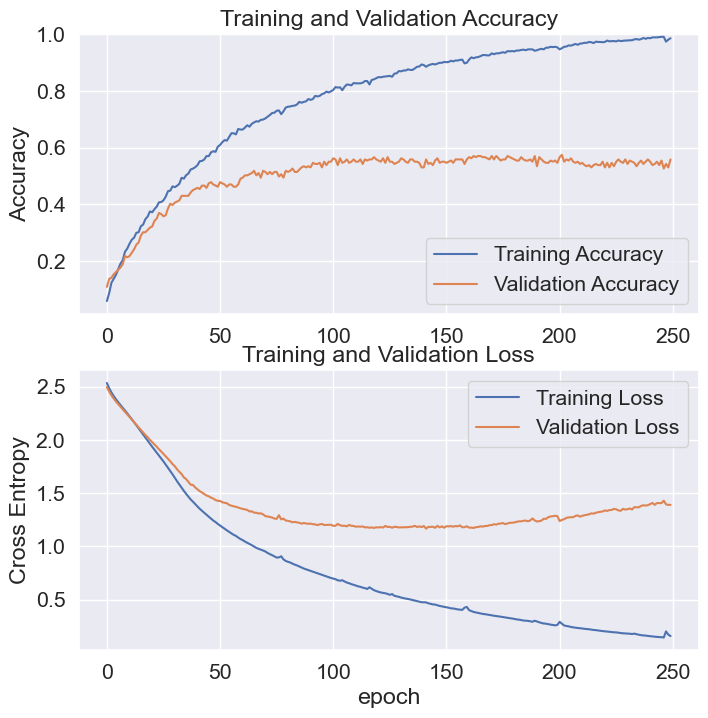 Training and Validation Accuracy
1.0
0.8
0.6
0.4
0.2
Accuracy
Training Accuracy
Validation Accuracy
0 50 100 150 200 250
Training and Validation Loss
2.5
2.0
1.5
1.0
0.5
Cross Entropy
Training Loss
Validation Loss
0 50 100 150 200 250
epoch